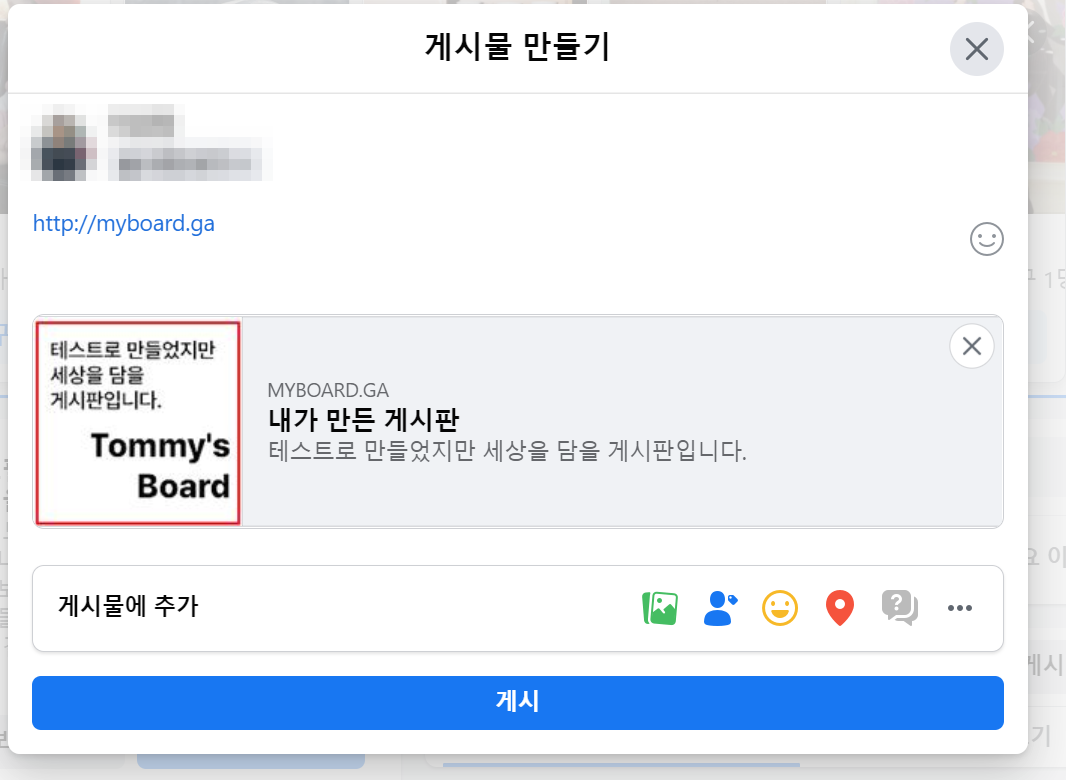 게시물 만들기
http://myboard.ga
테스트로 만들었지만
세상을 담을
게시판입니다.
Tommy's
Board
MYBOARD.GA
내가 만든 게시판
테스트로 만들었지만 세상을 담을 게시판입니다.
게시물에 추가
게시